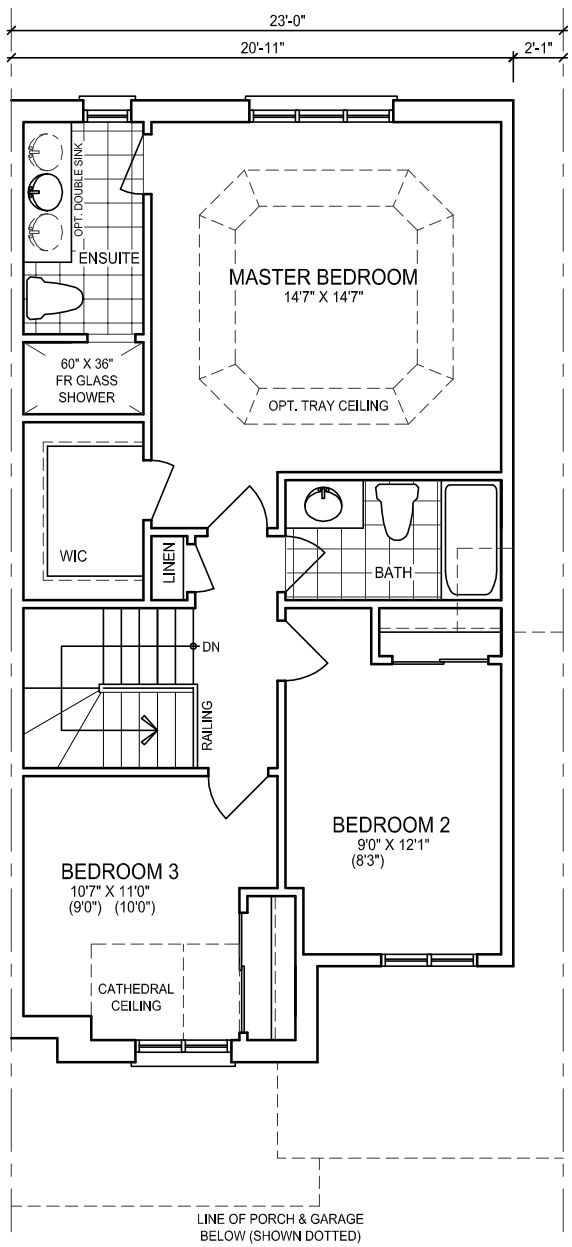 23'-0"
20'-11"
2'-1"
OPT. DOUBLE SINK
ENSUITE
MASTER BEDROOM
14'7" X 14'7"
60" X 36"
FR GLASS
SHOWER
OPT. TRAY CEILING
WIC
LINEN
BATH
DN
RAILING
BEDROOM 2
9'0" X 12'1"
(8'3")
BEDROOM 3
10'7" X 11'0"
(9'0") (10'0")
CATHEDRAL
CEILING
LINE OF PORCH & GARAGE
BELOW (SHOWN DOTTED)